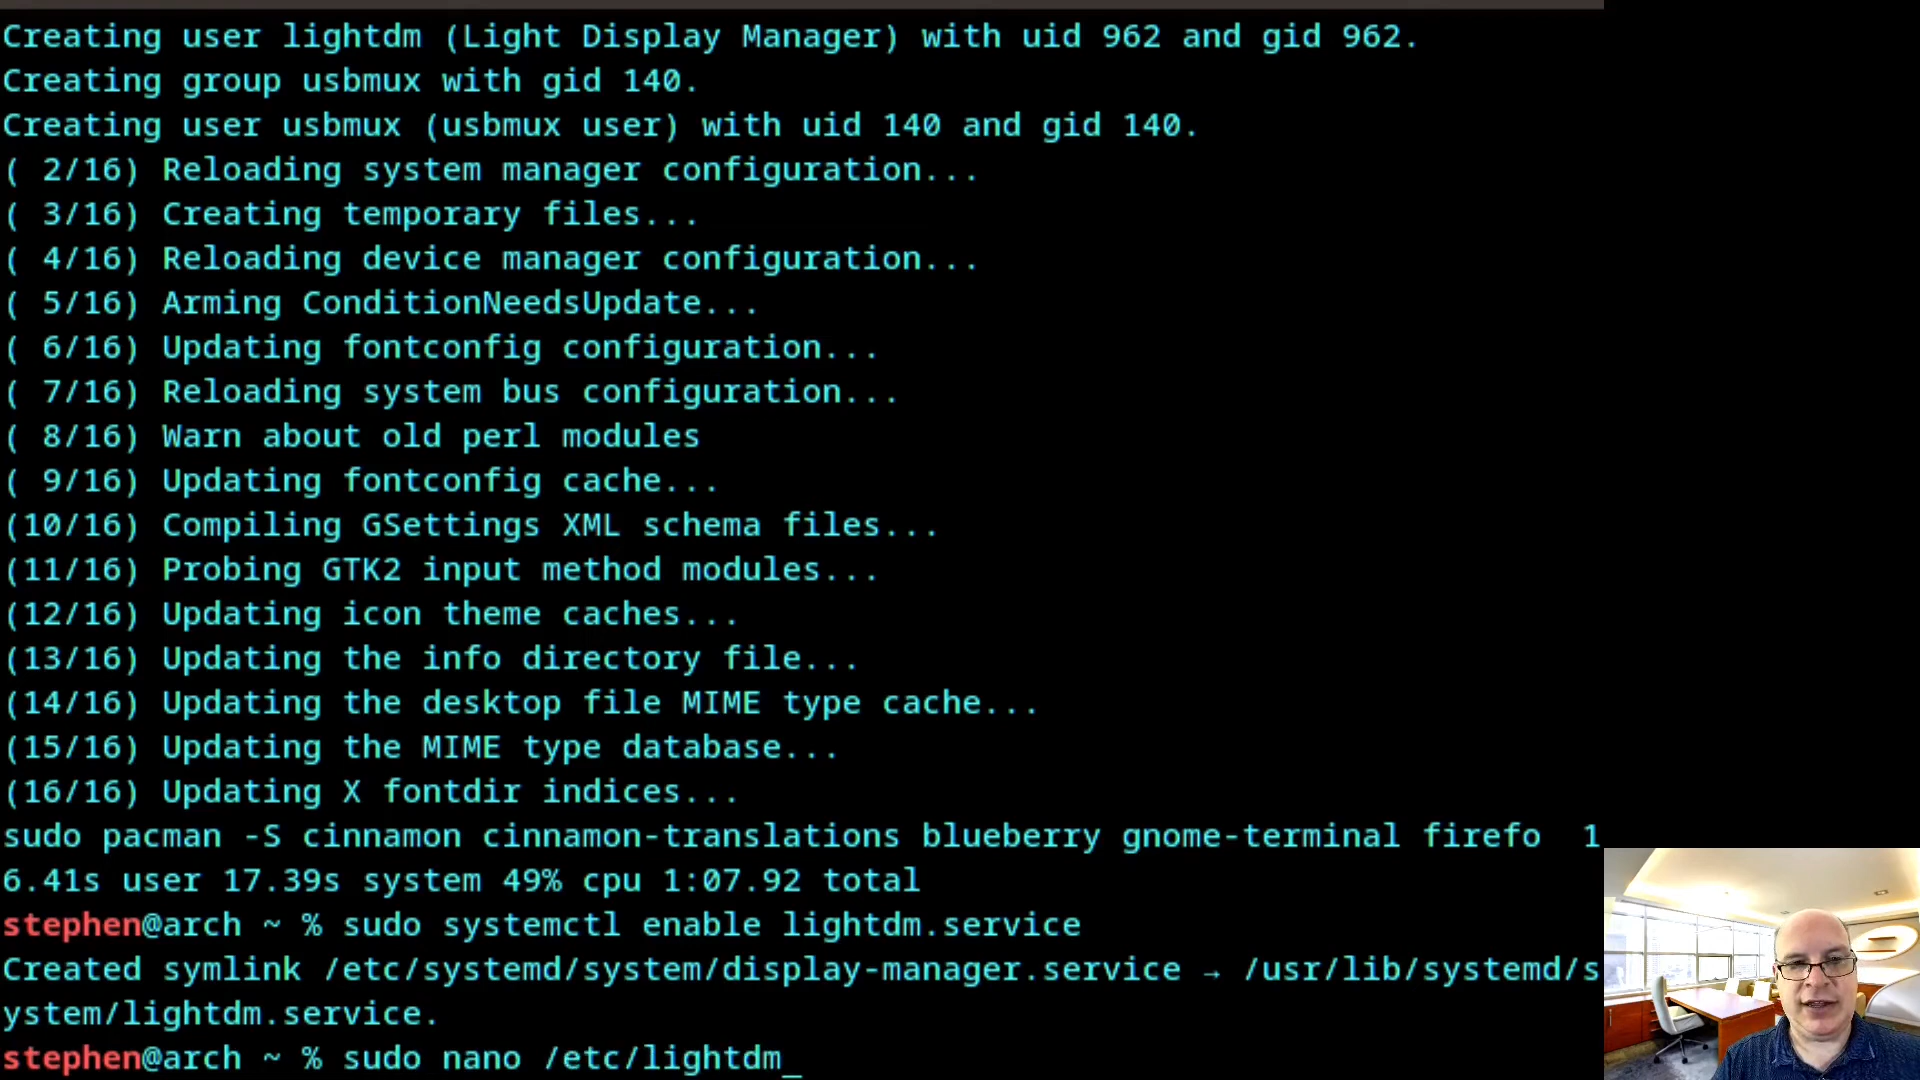 Creating user lightdm (Light Display Manager) with uid 962 and gid 962.
Creating group usbmux with gid 140.
Creating user usbmux (usbmux user) with uid 140 and gid 140.
( 2/16) Reloading system manager configuration...
( 3/16) Creating temporary files...
( 4/16) Reloading device manager configuration...
( 5/16) Arming ConditionNeedsUpdate...
( 6/16) Updating fontconfig configuration...
( 7/16) Reloading system bus configuration...
( 8/16) Warn about old perl modules
( 9/16) Updating fontconfig cache...
(10/16) Compiling GSettings XML schema files...
(11/16) Probing GTK2 input method modules...
(12/16) Updating icon theme caches...
(13/16) Updating the info directory file...
(14/16) Updating the desktop file MIME type cache...
(15/16) Updating the MIME type database...
(16/16) Updating X fontdir indices...
sudo pacman -S cinnamon cinnamon-translations blueberry gnome-terminal firefo  1
6.41s user 17.39s system 49% cpu 1:07.92 total
stephen@arch ~ % sudo systemctl enable lightdm.service
Created symlink /etc/systemd/system/display-manager.service → /usr/lib/systemd/s
ystem/lightdm.service.
stephen@arch ~ % sudo nano /etc/lightdm_